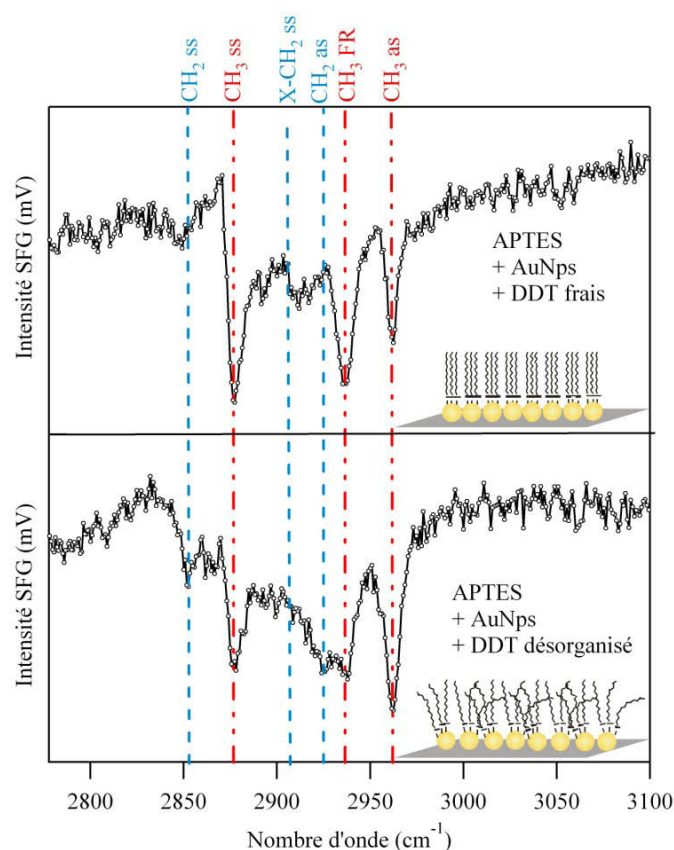 CH2 ss
CH3 ss
X-CH2 ss
CH2 as
CH3 FR
CH3 as
Intensité SFG (mV)
APTES
+ AuNps
+ DDT frais
Intensité SFG (mV)
APTES
+ AuNps
+ DDT désorganisé
2800 2850 2900 2950 3000 3050 3100
Nombre d'onde (cm-1)